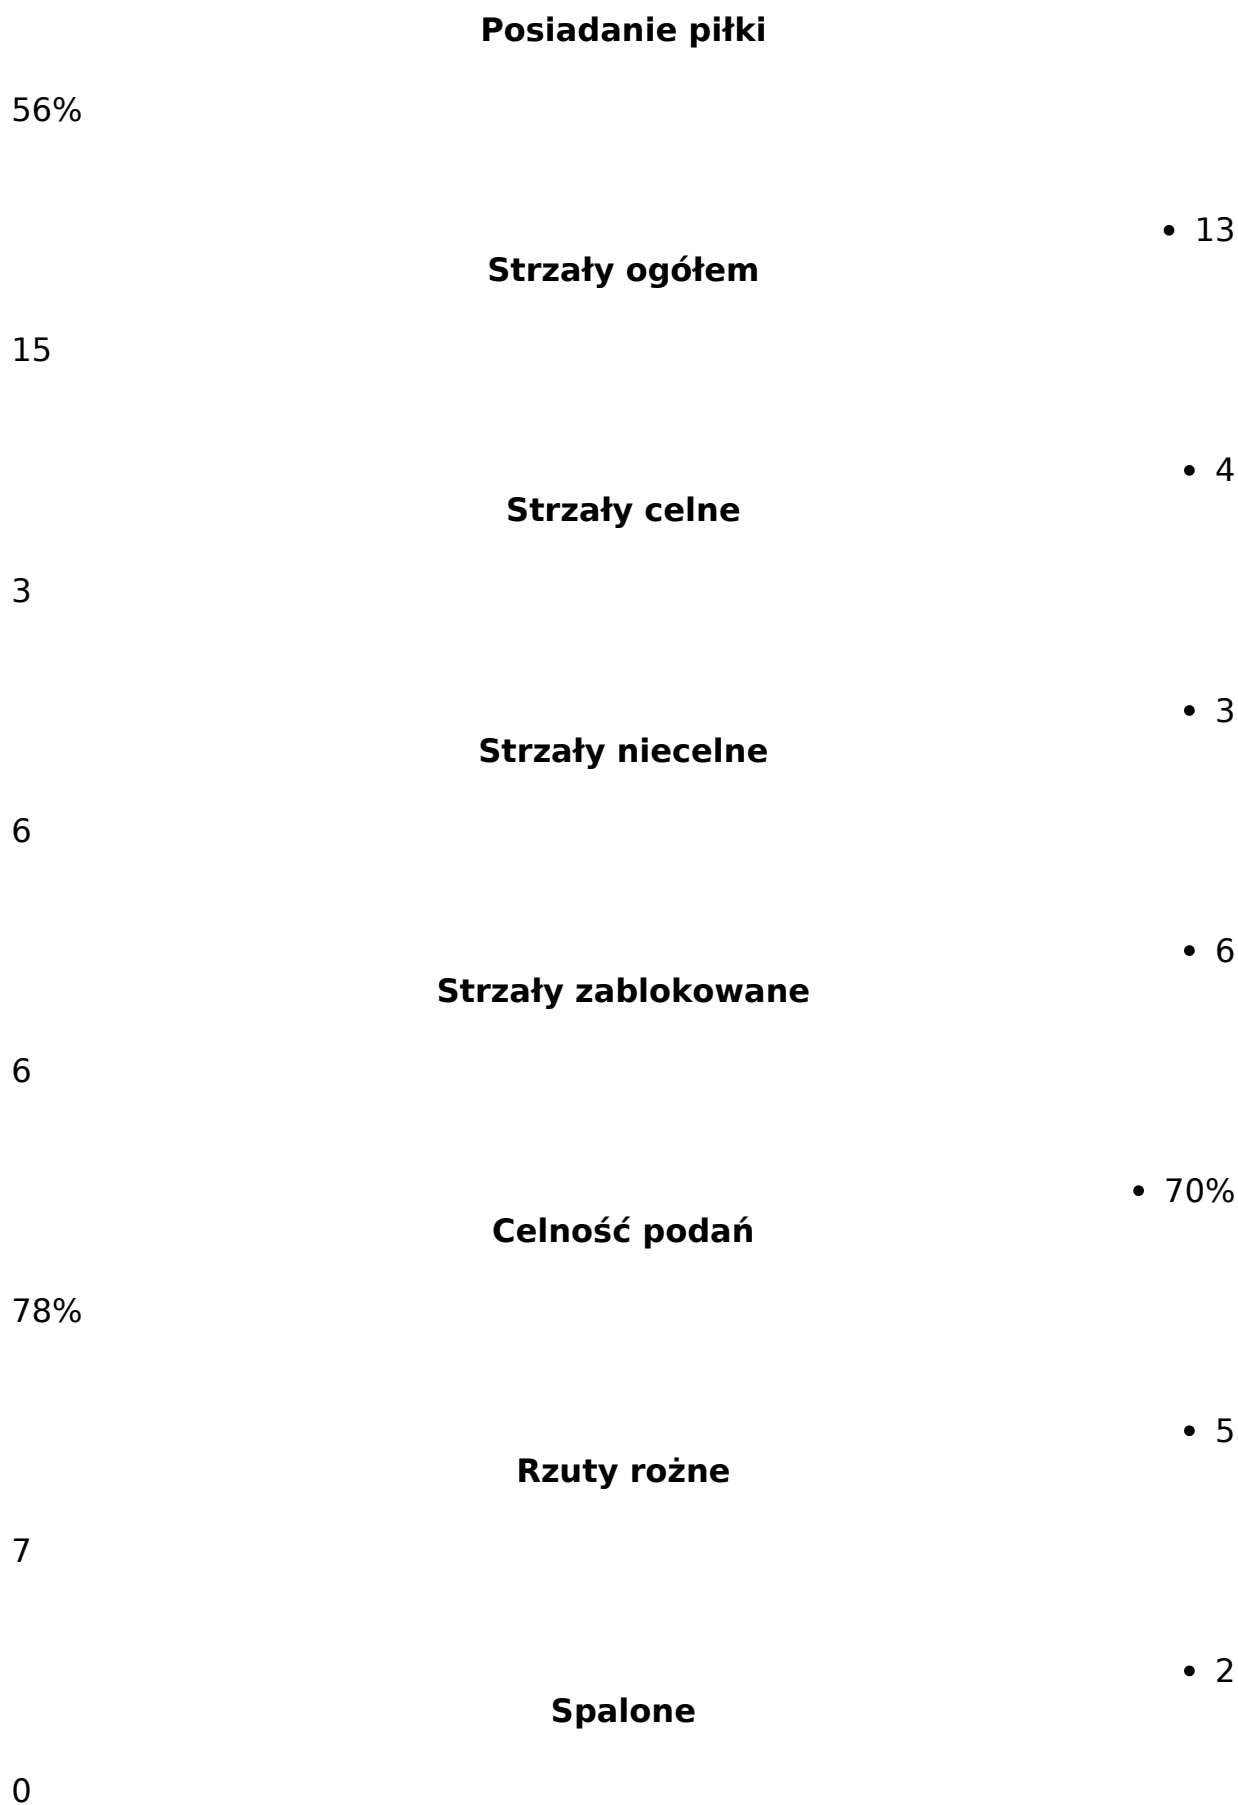 Posiadanie piłki
56%
• 13
Strzały ogółem
15
• 4
Strzały celne
3
• 3
Strzały niecelne
6
• 6
Strzały zablokowane
6
• 70%
Celność podań
78%
• 5
Rzuty rożne
7
• 2
Spalone
0